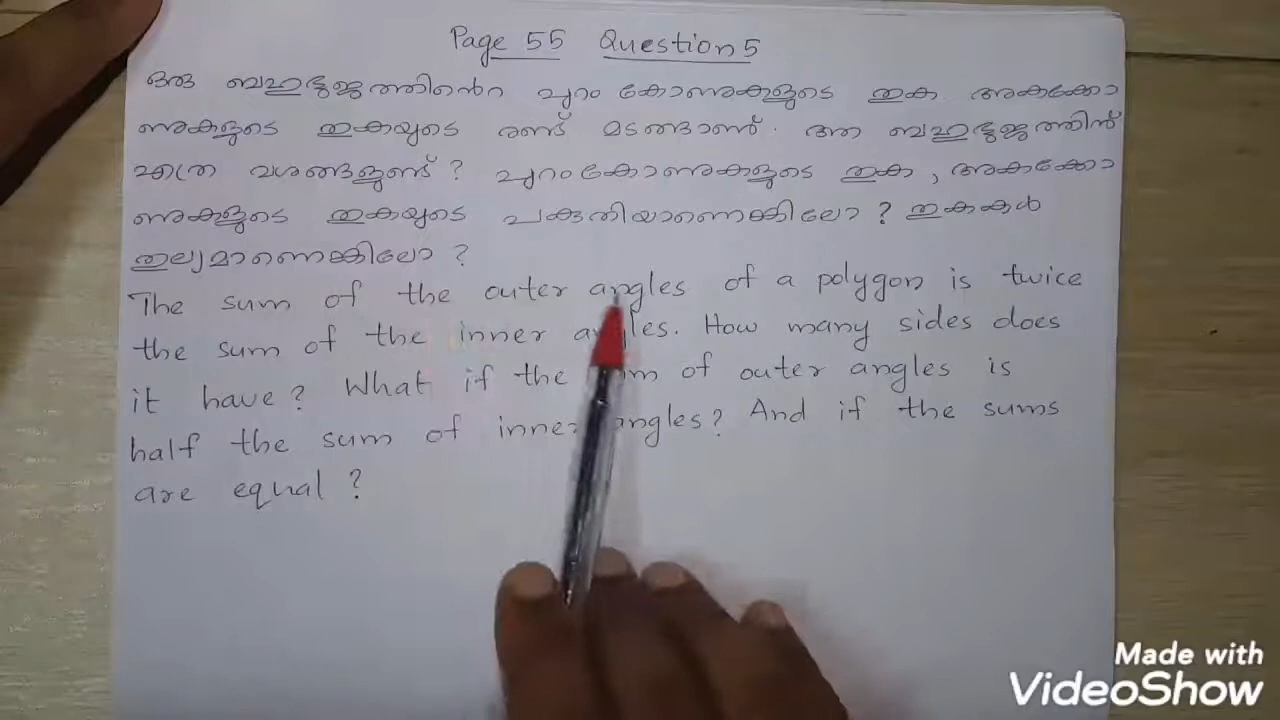 Page 55 Question 5
ഒരു ബഹുഭുജത്തിന്റെ പുറം കോണുകളുടെ തുക അകക്കോ
ണുകളുടെ തുകയുടെ രണ്ട് മടങ്ങാണ്. ആ ബഹുഭുജത്തിന്
എത്ര വശങ്ങളുണ്ട് ? പുറംകോണുകളുടെ തുക , അകക്കോ
ണുകളുടെ തുകയുടെ പകുതിയാണെങ്കിലോ ? തുകകൾ
തുല്യമാണെങ്കിലോ ?
The sum of the outer angles of a polygon is twice
the sum of the inner angles. How many sides does
it have? What if the sum of outer angles is
half the sum of inner angles? And if the sums
are equal ?
Made with
VideoShow